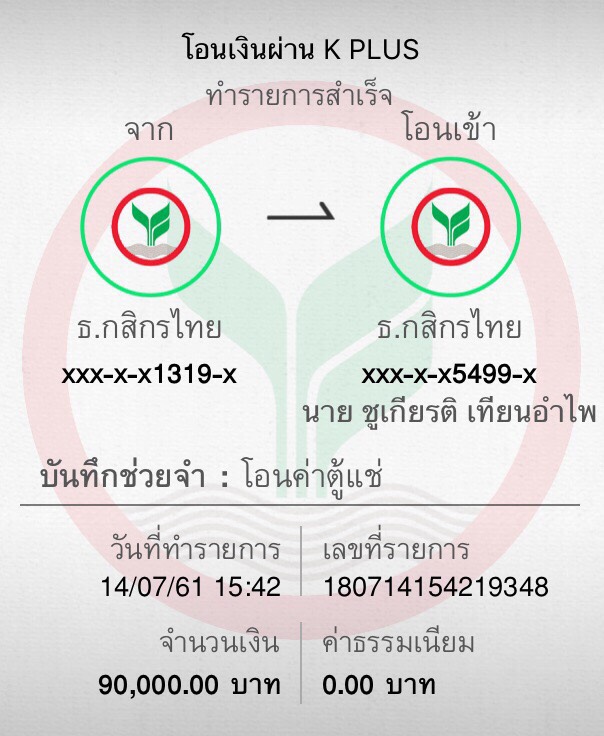 โอนเงินผ่าน K PLUS
ทำรายการสำเร็จ
จาก
โอนเข้า
ธ.กสิกรไทย
ธ.กสิกรไทย
xxx-x-x1319-x
xxx-x-x5499-x
นาย ชูเกียรติ เทียนอำไพ
บันทึกช่วยจำ : โอนค่าตู้แช่
วันที่ทำรายการ
เลขที่รายการ
14/07/61 15:42
180714154219348
จำนวนเงิน
ค่าธรรมเนียม
90,000.00 บาท
0.00 บาท